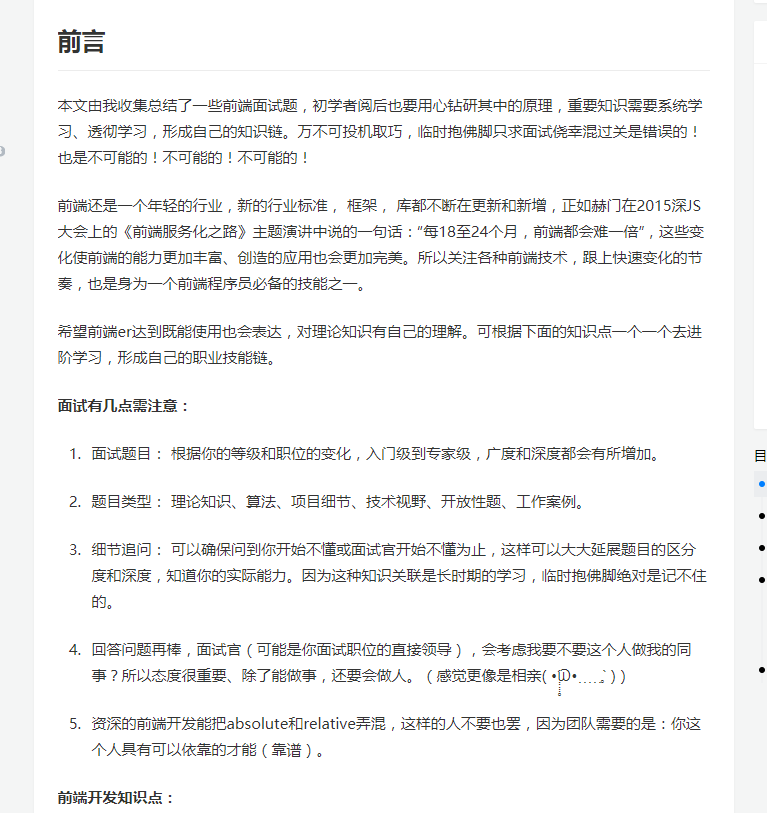 前言
本文由我收集总结了一些前端面试题，初学者阅后也要用心钻研其中的原理，重要知识需要系统学
习、透彻学习，形成自己的知识链。万不可投机取巧，临时抱佛脚只求面试侥幸混过关是错误的！
也是不可能的！不可能的！不可能的！
前端还是一个年轻的行业，新的行业标准， 框架， 库都不断在更新和新增，正如赫门在2015深JS
大会上的《前端服务化之路》主题演讲中说的一句话：“每18至24个月，前端都会难一倍”，这些变
化使前端的能力更加丰富、创造的应用也会更加完美。所以关注各种前端技术，跟上快速变化的节
奏，也是身为一个前端程序员必备的技能之一。
希望前端er达到既能使用也会表达，对理论知识有自己的理解。可根据下面的知识点一个一个去进
阶学习，形成自己的职业技能链。
面试有几点需注意：
1. 面试题目： 根据你的等级和职位的变化，入门级到专家级，广度和深度都会有所增加。
2. 题目类型： 理论知识、算法、项目细节、技术视野、开放性题、工作案例。
3. 细节追问： 可以确保问到你开始不懂或面试官开始不懂为止，这样可以大大延展题目的区分
度和深度，知道你的实际能力。因为这种知识关联是长时期的学习，临时抱佛脚绝对是记不住
的。
4. 回答问题再棒，面试官（可能是你面试职位的直接领导），会考虑我要不要这个人做我的同
事？所以态度很重要、除了能做事，还要会做人。（感觉更像是相亲
5. 资深的前端开发能把absolute和relative弄混，这样的人不要也罢，因为团队需要的是：你这
个人具有可以依靠的才能（靠谱）。
前端开发知识点：
目